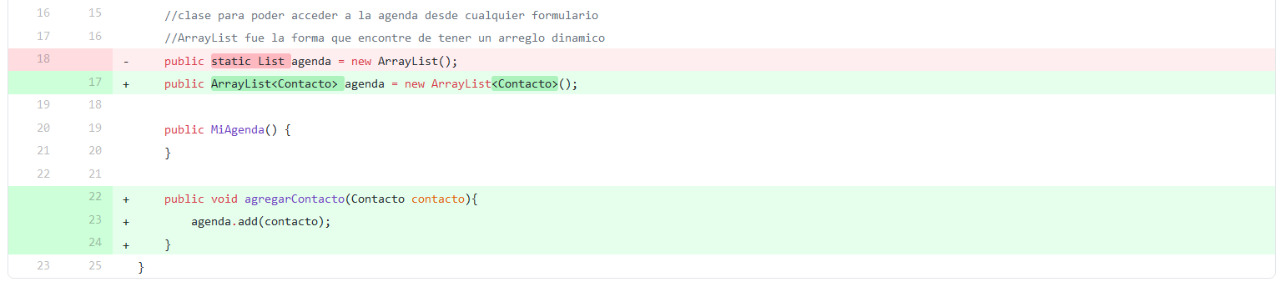 16 15 //clase para poder acceder a la agenda desde cualquier formulario
17 16 //ArrayList fue la forma que encontre de tener un arreglo dinamico
18 - public static List agenda = new ArrayList();
17 + public ArrayList<Contacto> agenda = new ArrayList<Contacto>();
19 18
20 19 public MiAgenda() {
21 20 }
22 21
22 + public void agregarContacto(Contacto contacto){
23 + agenda.add(contacto);
24 + }
23 25 }